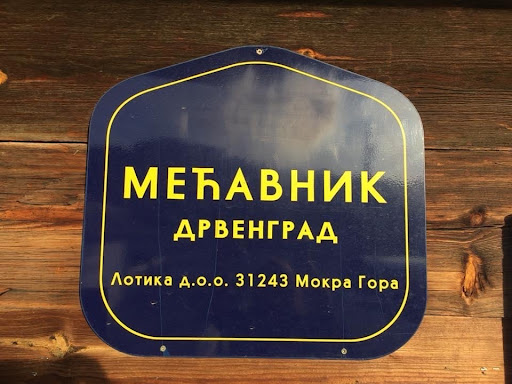 МЕЋАВНИК
ДРВЕНГРАД
Лотика д.о.о. 31243 Мокра Гора